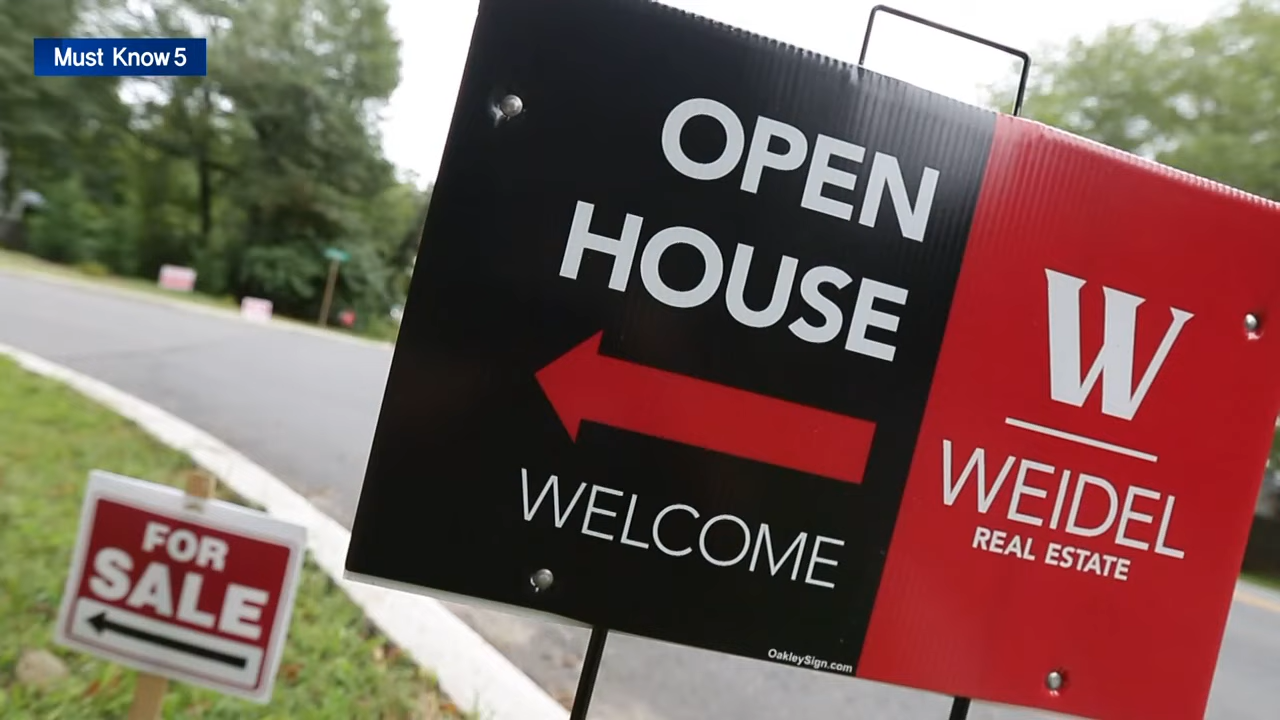 Must Know 5
OPEN
HOUSE
WELCOME
W
WEIDEL
REAL ESTATE
OakleySign.com
FOR
SALE